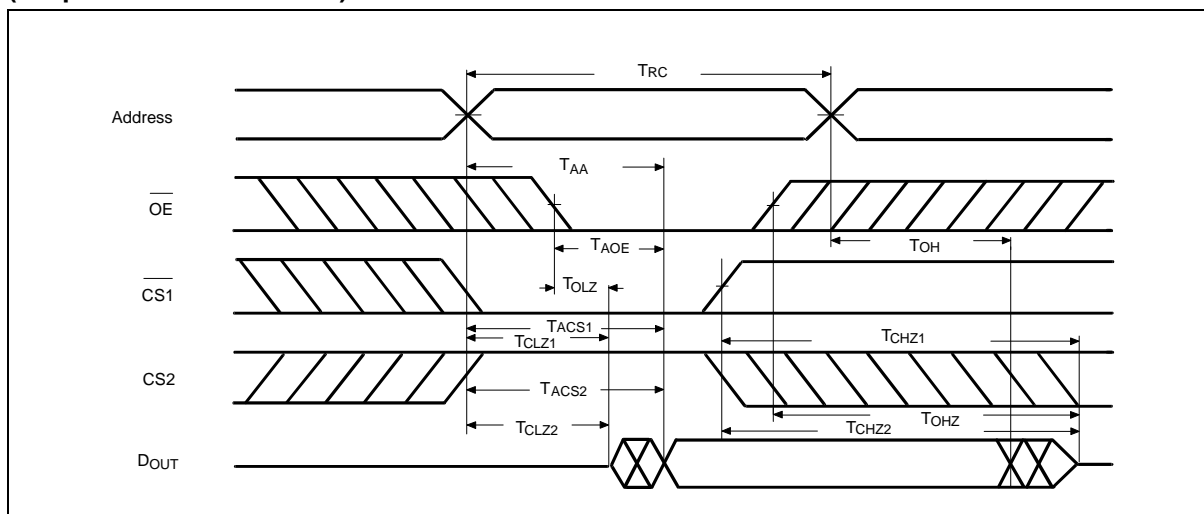 TRC
Address
TAA
OE
TAOE
TOH
TOLZ
CS1
TACS1
TCLZ1
TCHZ1
CS2
TACS2
TOHZ
TCLZ2
TCHZ2
DOUT